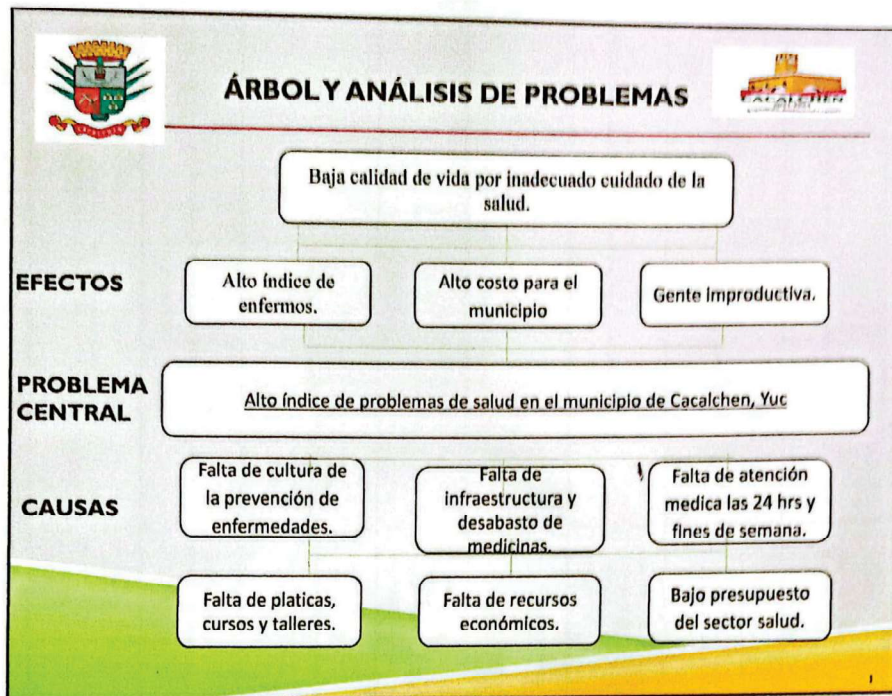 ÁRBOL Y ANÁLISIS DE PROBLEMAS
CACALCHEN
Baja calidad de vida por inadecuado cuidado de la
salud.
EFECTOS
Alto índice de
enfermos.
Alto costo para el
municipio
Gente improductiva.
PROBLEMA
CENTRAL
Alto índice de problemas de salud en el municipio de Cacalchen, Yuc
CAUSAS
Falta de cultura de
la prevención de
enfermedades.
Falta de
infraestructura y
desabasto de
medicinas.
Falta de atención
medica las 24 hrs y
fines de semana.
Falta de platicas,
cursos y talleres.
Falta de recursos
económicos.
Bajo presupuesto
del sector salud.